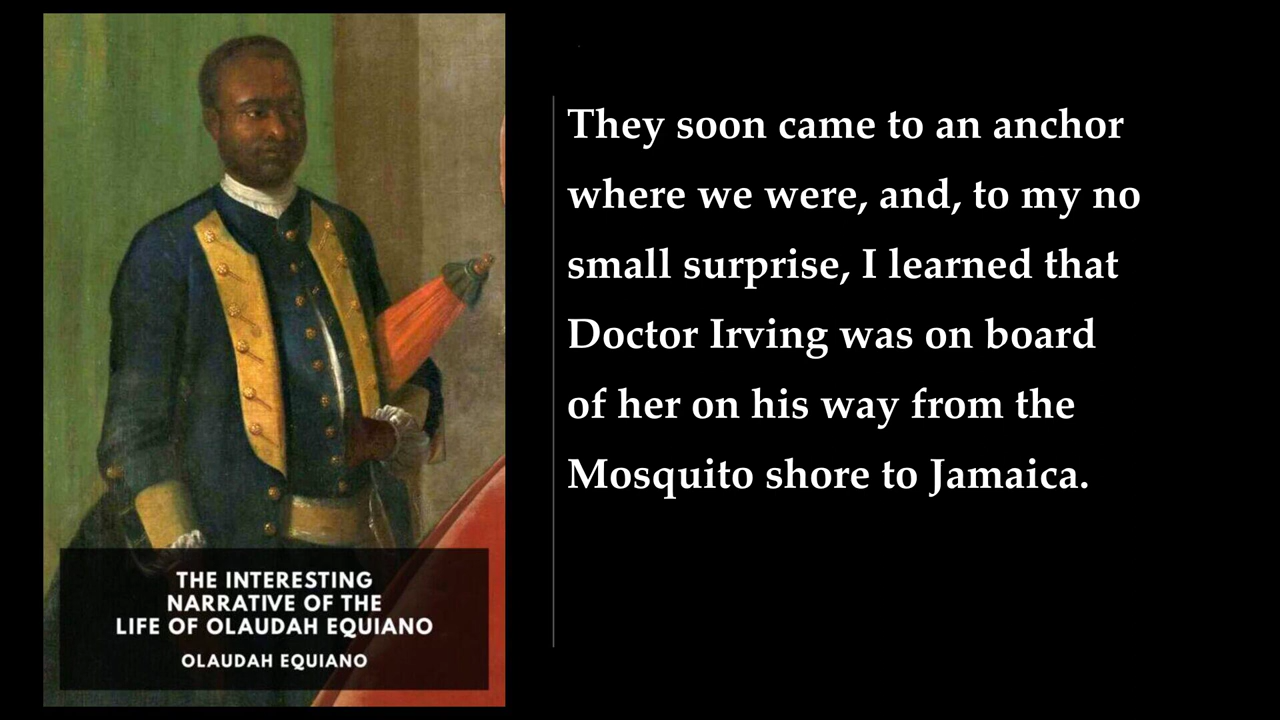 THE INTERESTING
NARRATIVE OF THE
LIFE OF OLAUDAH EQUIANO
OLAUDAH EQUIANO
They soon came to an anchor
where we were, and, to my no
small surprise, I learned that
Doctor Irving was on board
of her on his way from the
Mosquito shore to Jamaica.